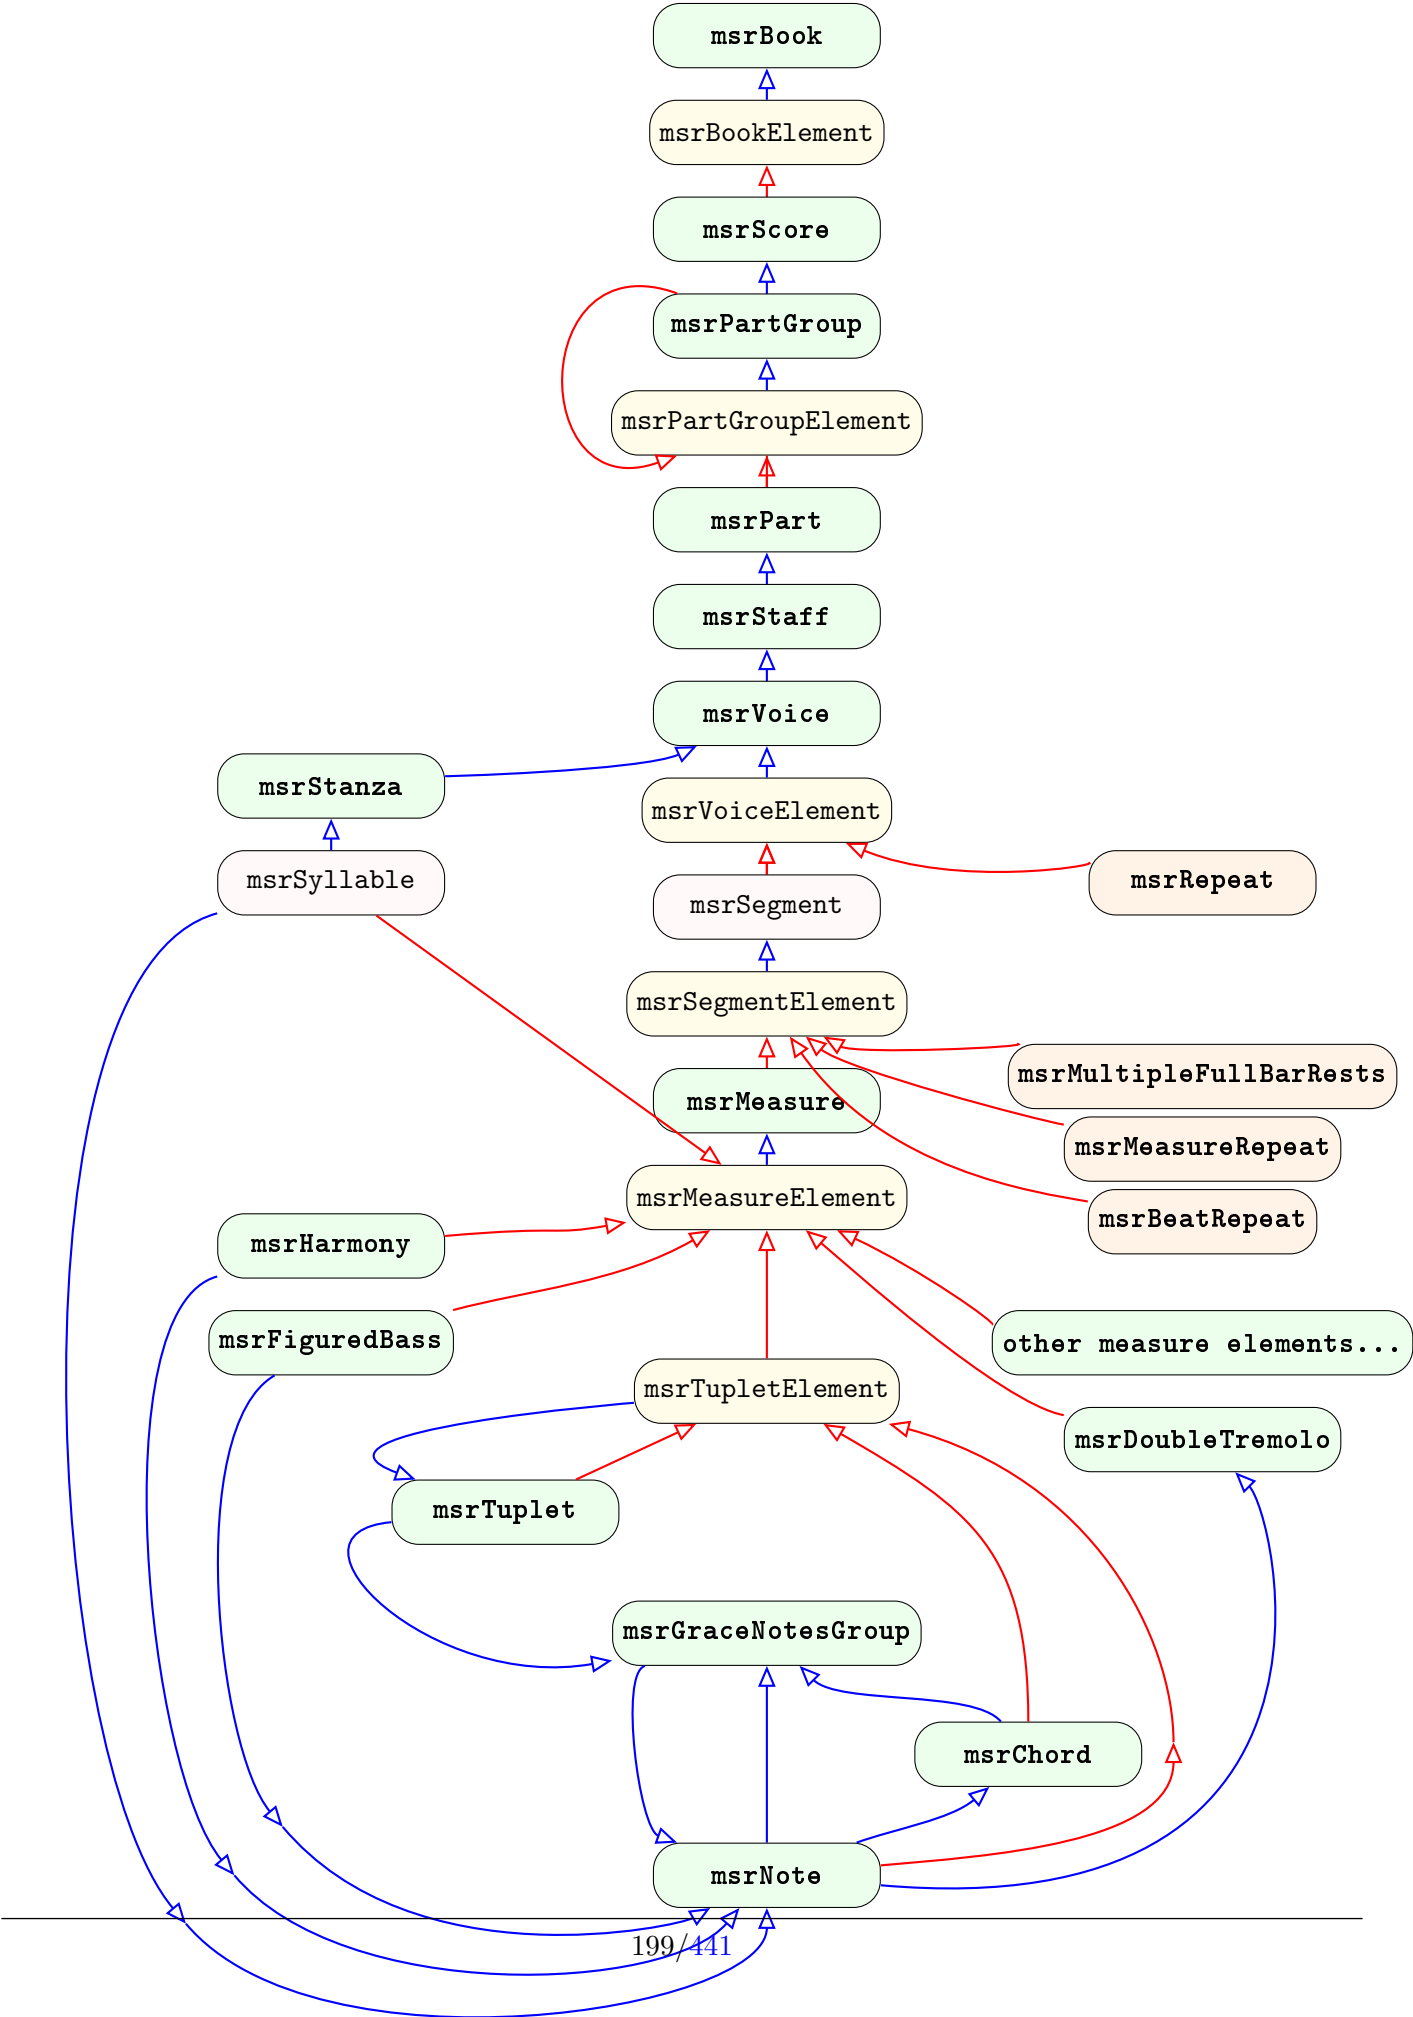 msrBook
msrBookElement
msrScore
msrPartGroup
msrPartGroupElement
msrPart
msrStaff
msrVoice
msrStanza
msrVoiceElement
msrSyllable
msrRepeat
msrSegment
msrSegmentElement
msrMultipleFullBarRests
msrMeasure
msrMeasureRepeat
msrMeasureElement
msrBeatRepeat
msrHarmony
msrFiguredBass
other measure elements...
msrTupletElement
msrDoubleTremolo
msrTuplet
msrGraceNotesGroup
msrChord
msrNote
199/441